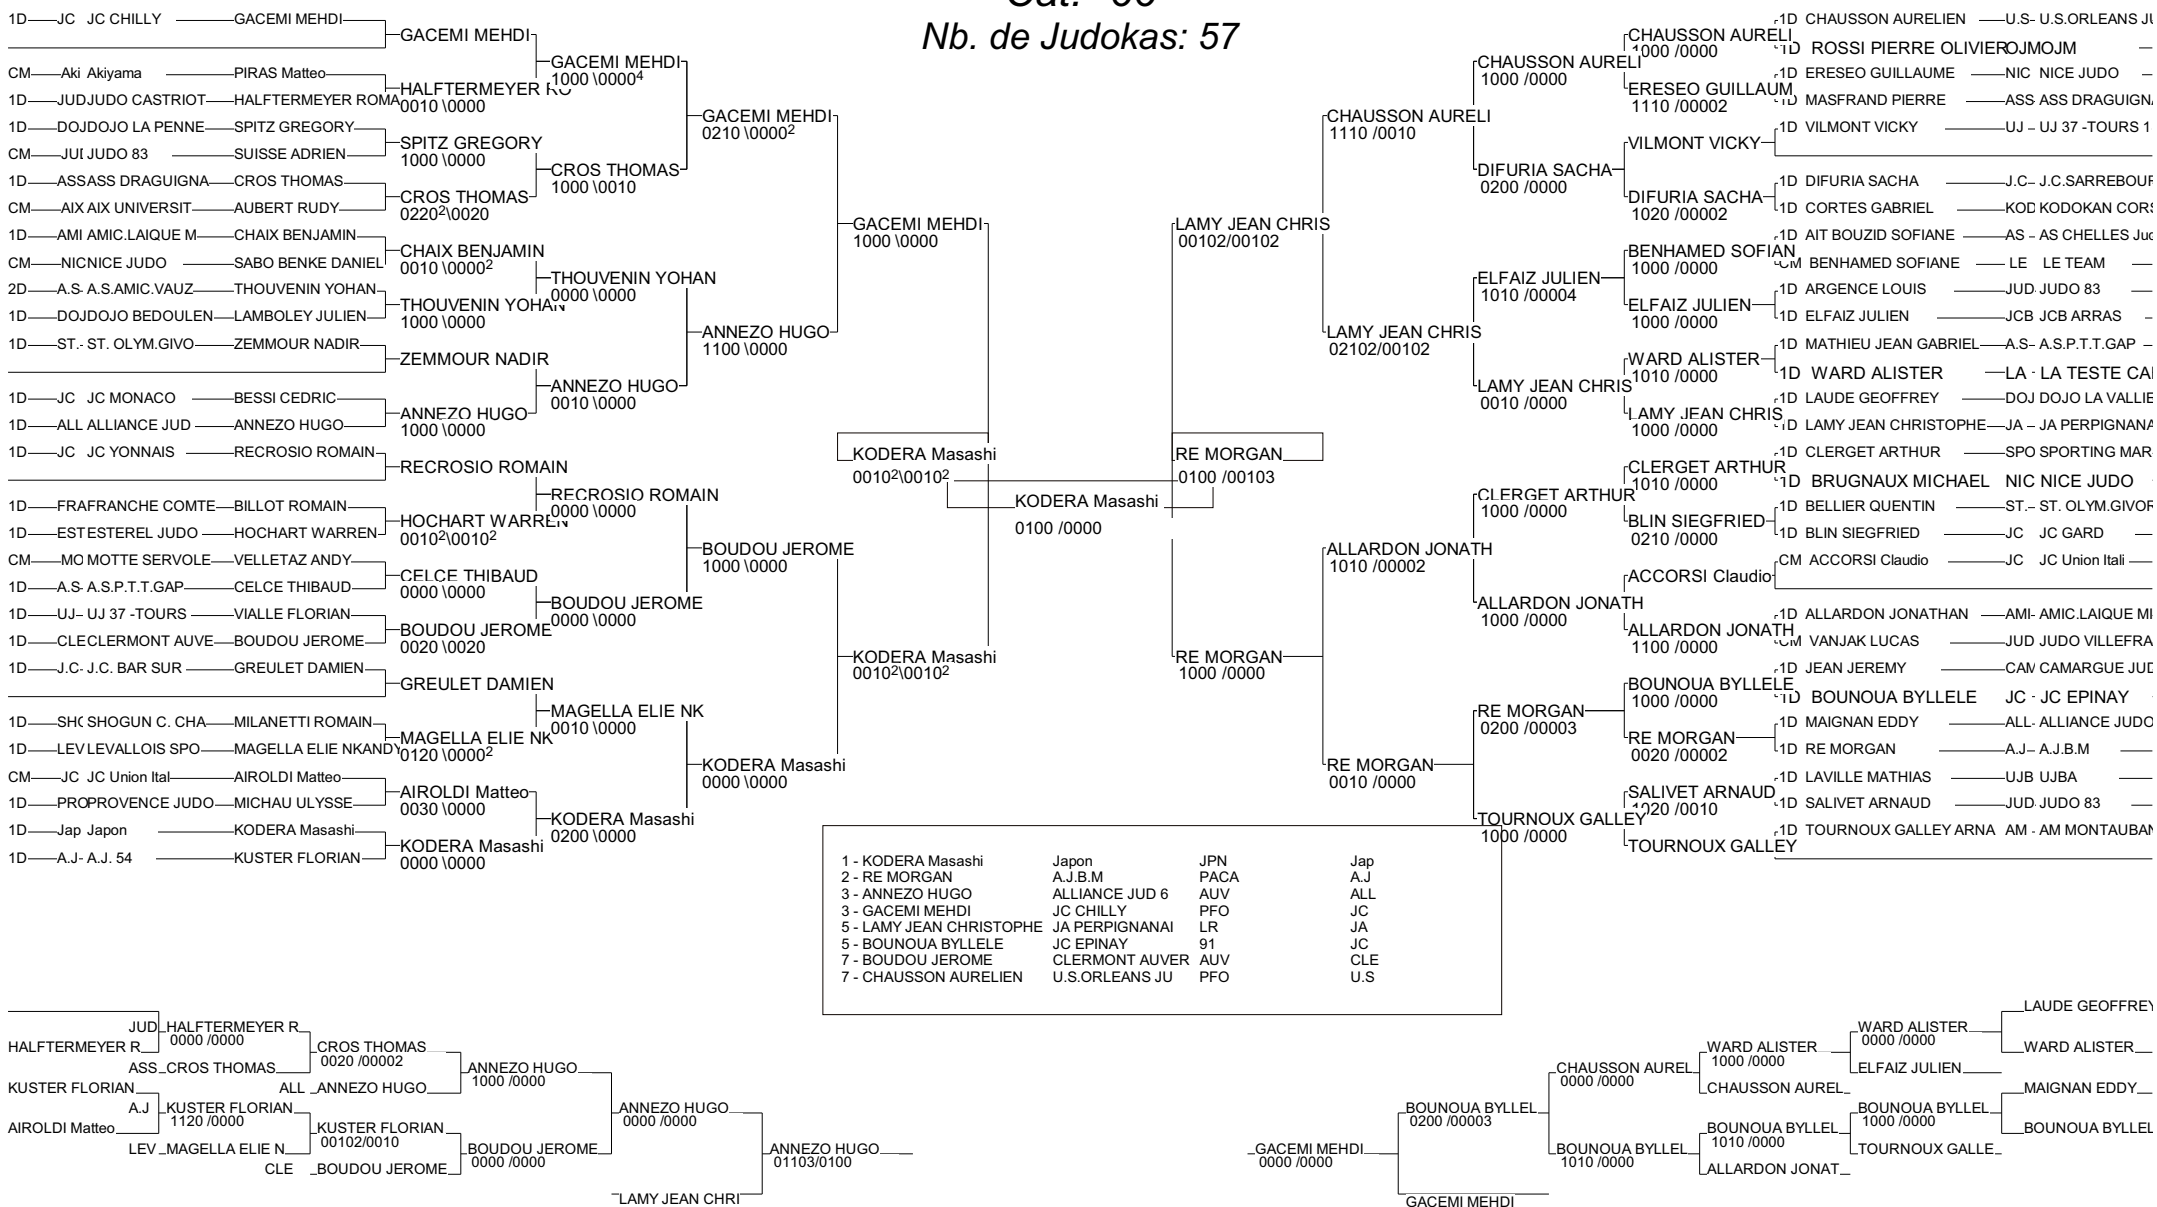 Nb. de Judokas: 57
1D JC JC CHILLY GACEMI MEHDI
CM Aki Akiyama PIRAS Matteo
1D JUD JUDO CASTRIOT HALFTERMEYER ROMA
1D DOJ DOJO LA PENNE SPITZ GREGORY
CM JUI JUDO 83 SUISSE ADRIEN
1D ASS ASS DRAGUIGNA CROS THOMAS
CM AIX AIX UNIVERSIT AUBERT RUDY
1D AMI AMIC.LAIQUE M CHAIX BENJAMIN
CM NIC NICE JUDO SABO BENKE DANIEL
2D A.S A.S.AMIC.VAUZ THOUVENIN YOHAN
1D DOJ DOJO BEDOULEN LAMBOLEY JULIEN
1D ST.- ST. OLYM.GIVO ZEMMOUR NADIR
1D JC JC MONACO BESSI CEDRIC
1D ALL ALLIANCE JUD ANNEZO HUGO
1D JC JC YONNAIS RECROSIO ROMAIN
1D FRA FRANCHE COMTE BILLOT ROMAIN
1D EST ESTEREL JUDO HOCHART WARREN
CM MO MOTTE SERVOLE VELLETAZ ANDY
1D A.S A.S.P.T.T.GAP CELCE THIBAUD
1D UJ UJ 37 -TOURS VIALLE FLORIAN
1D CLE CLERMONT AUVE BOUDOU JEROME
1D J.C J.C. BAR SUR GREULET DAMIEN
1D SHO SHOGUN C. CHA MILANETTI ROMAIN
1D LEV LEVALLOIS SPO MAGELLA ELIE NKANDY
CM JC JC Union Ital AIROLDI Matteo
1D PRO PROVENCE JUDO MICHAU ULYSSE
1D Jap Japon KODERA Masashi
1D A.J A.J. 54 KUSTER FLORIAN
GACEMI MEHDI
HALFTERMEYER RO
0010 \0000
SPITZ GREGORY
1000 \0000
CROS THOMAS
0220² \0020
CHAIX BENJAMIN
0010 \0000²
THOUVENIN YOHAN
1000 \0000
ZEMMOUR NADIR
ANNEZO HUGO
1000 \0000
RECROSIO ROMAIN
HOCHART WARREN
0010²\0010²
CELCE THIBAUD
0000 \0000
BOUDOU JEROME
0020 \0020
GREULET DAMIEN
MAGELLA ELIE NK
0120 \0000²
AIROLDI Matteo
0030 \0000
KODERA Masashi
0000 \0000
GACEMI MEHDI
1000 \0000⁴
CROS THOMAS
1000 \0010
THOUVENIN YOHAN
0000 \0000
ANNEZO HUGO
0010 \0000
RECROSIO ROMAIN
0000 \0000
BOUDOU JEROME
0000 \0000
MAGELLA ELIE NK
0010 \0000
KODERA Masashi
0200 \0000
GACEMI MEHDI
0210 \0000²
ANNEZO HUGO
1100 \0000
BOUDOU JEROME
1000 \0000
KODERA Masashi
0000 \0000
GACEMI MEHDI
1000 \0000
KODERA Masashi
0010²\0010²
KODERA Masashi
0010²\0010²
RE MORGAN
0100 /00103
KODERA Masashi
0100 /0000
LAMY JEAN CHRIS
00102/00102
RE MORGAN
1000 /0000
CHAUSSON AURELI
1110 /0010
LAMY JEAN CHRIS
02102/00102
ALLARDON JONATH
1010 /00002
RE MORGAN
0010 /0000
CHAUSSON AURELI
1000 /0000
DIFURIA SACHA
0200 /0000
ELFAIZ JULIEN
1010 /00004
LAMY JEAN CHRIS
0010 /0000
CLERGET ARTHUR
1000 /0000
ALLARDON JONATH
1000 /0000
RE MORGAN
0200 /00003
TOURNOUX GALLEY
1000 /0000
CHAUSSON AURELI
1000 /0000
ERESEO GUILLAUM
1110 /00002
VILMONT VICKY
DIFURIA SACHA
1020 /00002
BENHAMED SOFIAN
1000 /0000
ELFAIZ JULIEN
1000 /0000
WARD ALISTER
1010 /0000
LAMY JEAN CHRIS
1000 /0000
CLERGET ARTHUR
1010 /0000
BLIN SIEGFRIED
0210 /0000
ACCORSI Claudio
ALLARDON JONATH
1100 /0000
BOUNOUA BYLLELE
1000 /0000
RE MORGAN
0020 /00002
SALIVET ARNAUD
1020 /0010
TOURNOUX GALLEY
1D CHAUSSON AURELIEN U.S- U.S.ORLEANS JU
1D ROSSI PIERRE OLIVIER OJM OJM
1D ERESEO GUILLAUME NIC NICE JUDO
1D MASFRAND PIERRE ASS ASS DRAGUIGNA
1D VILMONT VICKY UJ UJ 37 -TOURS 1
1D DIFURIA SACHA J.C J.C.SARREBOUR
1D CORTES GABRIEL KOD KODOKAN CORS
1D AIT BOUZID SOFIANE AS AS CHELLES Jud
CM BENHAMED SOFIANE LE LE TEAM
1D ARGENCE LOUIS JUD JUDO 83
1D ELFAIZ JULIEN JCB JCB ARRAS
1D MATHIEU JEAN GABRIEL A.S A.S.P.T.T.GAP
1D WARD ALISTER LA LA TESTE CA
1D LAUDE GEOFFREY DOJ DOJO LA VALLIE
1D LAMY JEAN CHRISTOPHE JA JA PERPIGNANA
1D CLERGET ARTHUR SPO SPORTING MAR
1D BRUGNAUX MICHAEL NIC NICE JUDO
1D BELLIER QUENTIN ST.- ST. OLYM.GIVOR
1D BLIN SIEGFRIED JC JC GARD
CM ACCORSI Claudio JC JC Union Itali
1D ALLARDON JONATHAN AMI AMIC.LAIQUE MI
CM VANJAK LUCAS JUD JUDO VILLEFRA
1D JEAN JEREMY CAM CAMARGUE JUD
1D BOUNOUA BYLLELE JC JC EPINAY
1D MAIGNAN EDDY ALL ALLIANCE JUDO
1D RE MORGAN A.J A.J.B.M
1D LAVILLE MATHIAS UJB UJBA
1D SALIVET ARNAUD JUD JUDO 83
1D TOURNOUX GALLEY ARNA AM AM MONTAUBAN
1 - KODERA Masashi Japon JPN Jap
2 - RE MORGAN A.J.B.M PACA A.J
3 - ANNEZO HUGO ALLIANCE JUD 6 AUV ALL
3 - GACEMI MEHDI JC CHILLY PFO JC
5 - LAMY JEAN CHRISTOPHE JA PERPIGNANAI LR JA
5 - BOUNOUA BYLLELE JC EPINAY 91 JC
7 - BOUDOU JEROME CLERMONT AUVER AUV CLE
7 - CHAUSSON AURELIEN U.S.ORLEANS JU PFO U.S
HALFTERMEYER R
KUSTER FLORIAN
AIROLDI Matteo
JUD HALFTERMEYER R
0000 /0000
ASS CROS THOMAS
A.J KUSTER FLORIAN
1120 /0000
LEV MAGELLA ELIE N
CROS THOMAS
0020 /00002
ALL ANNEZO HUGO
KUSTER FLORIAN
00102/0010
CLE BOUDOU JEROME
ANNEZO HUGO
1000 /0000
BOUDOU JEROME
0000 /0000
ANNEZO HUGO
0000 /0000
LAMY JEAN CHRI
ANNEZO HUGO
01103/0100
GACEMI MEHDI
0000 /0000
BOUNOUA BYLLEL
0200 /00003
GACEMI MEHDI
CHAUSSON AUREL
0000 /0000
BOUNOUA BYLLEL
1010 /0000
WARD ALISTER
1000 /0000
CHAUSSON AUREL
BOUNOUA BYLLEL
1010 /0000
ALLARDON JONAT
WARD ALISTER
0000 /0000
ELFAIZ JULIEN
BOUNOUA BYLLEL
1000 /0000
TOURNOUX GALLE
LAUDE GEOFFREY
WARD ALISTER
MAIGNAN EDDY
BOUNOUA BYLLEL